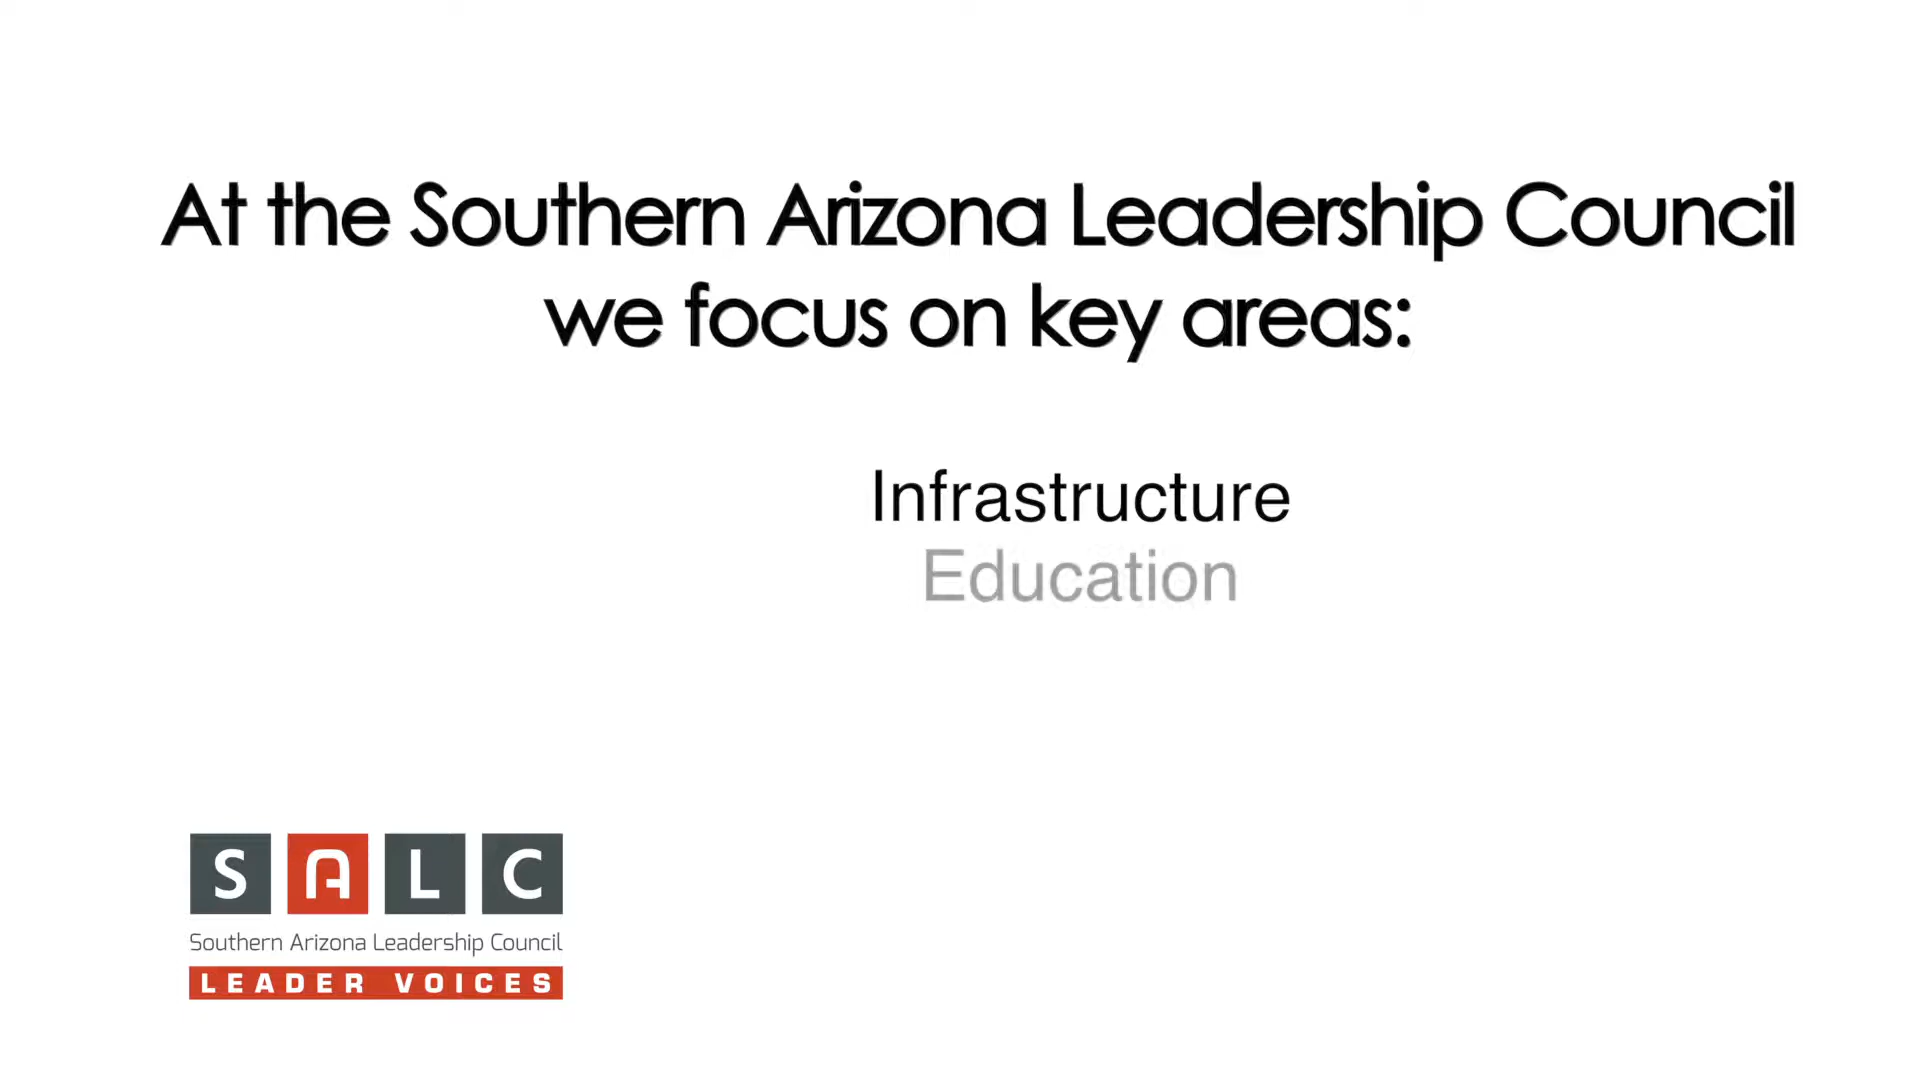 At the Southern Arizona Leadership Council
we focus on key areas:
Infrastructure
Education
SALC
Southern Arizona Leadership Council
LEADER VOICES